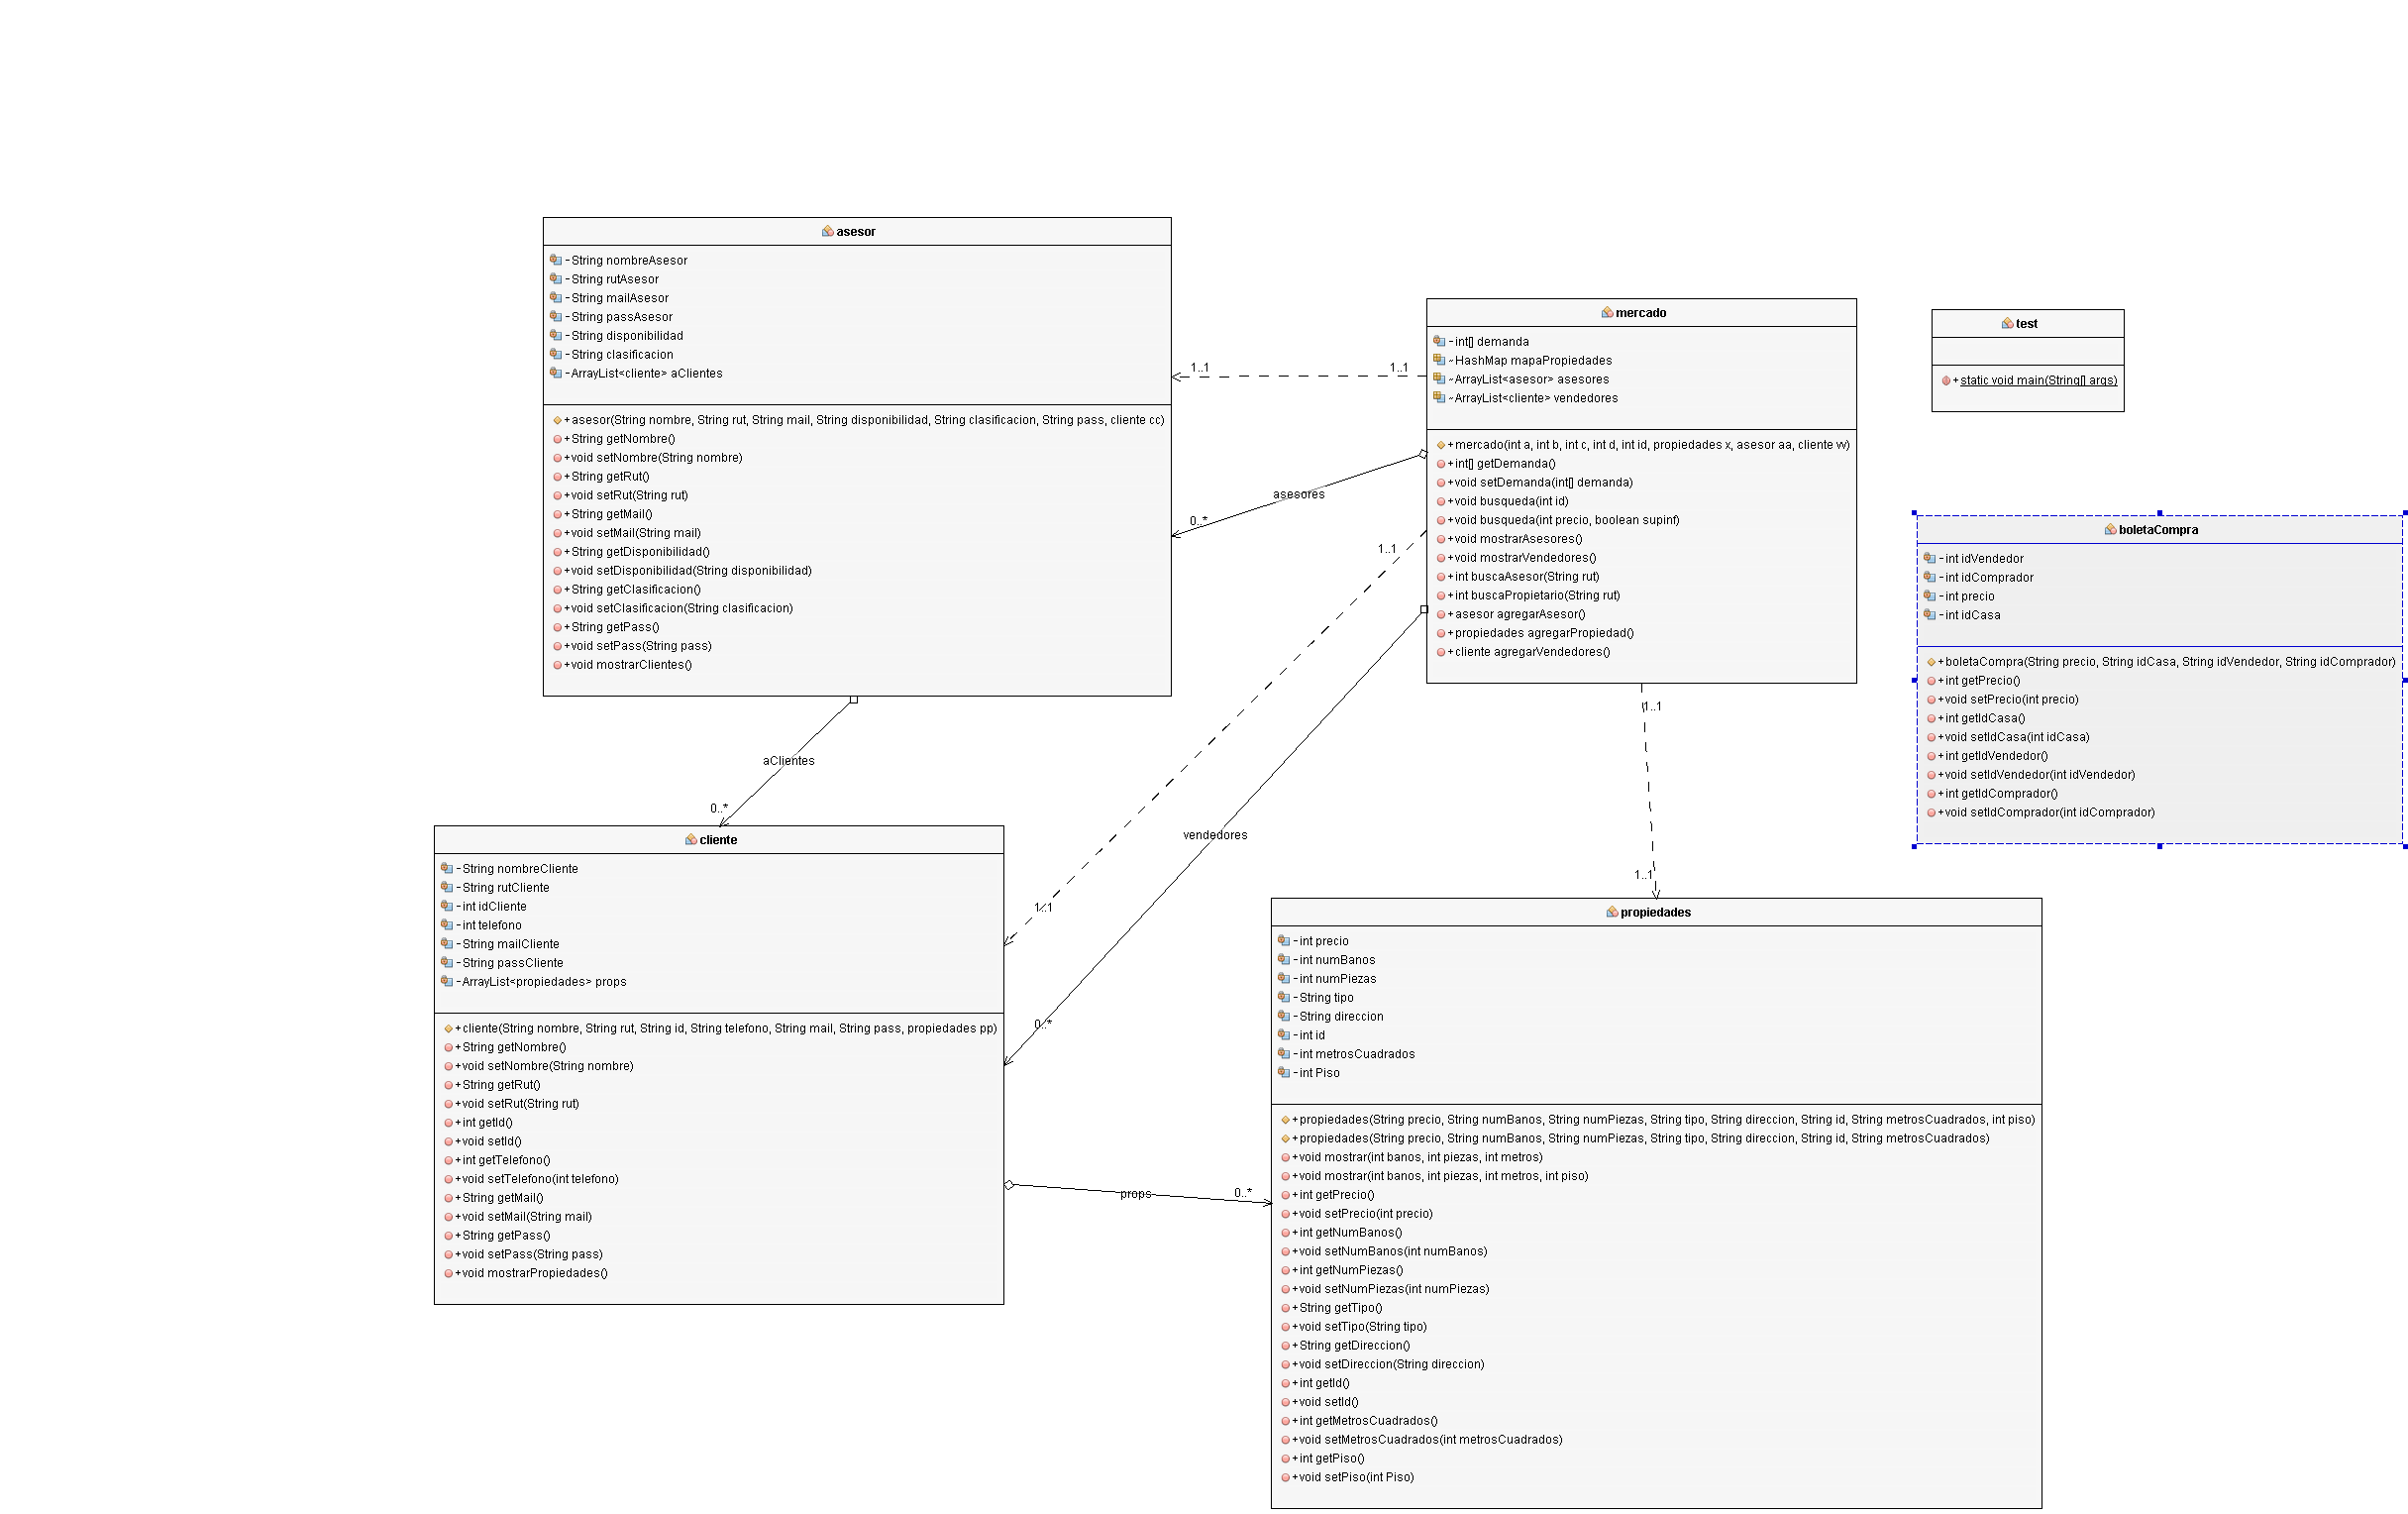 asesor
-String nombreAsesor
-String rutAsesor
-String mailAsesor
-String passAsesor
-String disponibilidad
-String clasificacion
-ArrayList<cliente> aClientes
+asesor(String nombre, String rut, String mail, String disponibilidad, String clasificacion, String pass, cliente cc)
+String getNombre()
+void setNombre(String nombre)
+String getRut()
+void setRut(String rut)
+String getMail()
+void setMail(String mail)
+String getDisponibilidad()
+void setDisponibilidad(String disponibilidad)
+String getClasificacion()
+void setClasificacion(String clasificacion)
+String getPass()
+void setPass(String pass)
+void mostrarClientes()
1..1
1..1
asesores
0..*
1..1
1..1
vendedores
0..*
1..1
1..1
aClientes
0..*
props
0..*
mercado
-int[] demanda
~HashMap mapaPropiedades
~ArrayList<asesor> asesores
~ArrayList<cliente> vendedores
+mercado(int a, int b, int c, int d, int id, propiedades x, asesor aa, cliente vv)
+int[] getDemanda()
+void setDemanda(int[] demanda)
+void busqueda(int id)
+void busqueda(int precio, boolean supinf)
+void mostrarAsesores()
+void mostrarVendedores()
+int buscaAsesor(String rut)
+int buscaPropietario(String rut)
+asesor agregarAsesor()
+propiedades agregarPropiedad()
+cliente agregarVendedores()
test
+static void main(String[] args)
boletaCompra
-int idVendedor
-int idComprador
-int precio
-int idCasa
+boletaCompra(String precio, String idCasa, String idVendedor, String idComprador)
+int getPrecio()
+void setPrecio(int precio)
+int getIdCasa()
+void setIdCasa(int idCasa)
+int getIdVendedor()
+void setIdVendedor(int idVendedor)
+int getIdComprador()
+void setIdComprador(int idComprador)
cliente
-String nombreCliente
-String rutCliente
-int idCliente
-int telefono
-String mailCliente
-String passCliente
-ArrayList<propiedades> props
+cliente(String nombre, String rut, String id, String telefono, String mail, String pass, propiedades pp)
+String getNombre()
+void setNombre(String nombre)
+String getRut()
+void setRut(String rut)
+int getId()
+void setId()
+int getTelefono()
+void setTelefono(int telefono)
+String getMail()
+void setMail(String mail)
+String getPass()
+void setPass(String pass)
+void mostrarPropiedades()
propiedades
-int precio
-int numBanos
-int numPiezas
-String tipo
-String direccion
-int id
-int metrosCuadrados
-int Piso
+propiedades(String precio, String numBanos, String numPiezas, String tipo, String direccion, String id, String metrosCuadrados, int piso)
+propiedades(String precio, String numBanos, String numPiezas, String tipo, String direccion, String id, String metrosCuadrados)
+void mostrar(int banos, int piezas, int metros)
+void mostrar(int banos, int piezas, int metros, int piso)
+int getPrecio()
+void setPrecio(int precio)
+int getNumBanos()
+void setNumBanos(int numBanos)
+int getNumPiezas()
+void setNumPiezas(int numPiezas)
+String getTipo()
+void setTipo(String tipo)
+String getDireccion()
+void setDireccion(String direccion)
+int getId()
+void setId()
+int getMetrosCuadrados()
+void setMetrosCuadrados(int metrosCuadrados)
+int getPiso()
+void setPiso(int Piso)